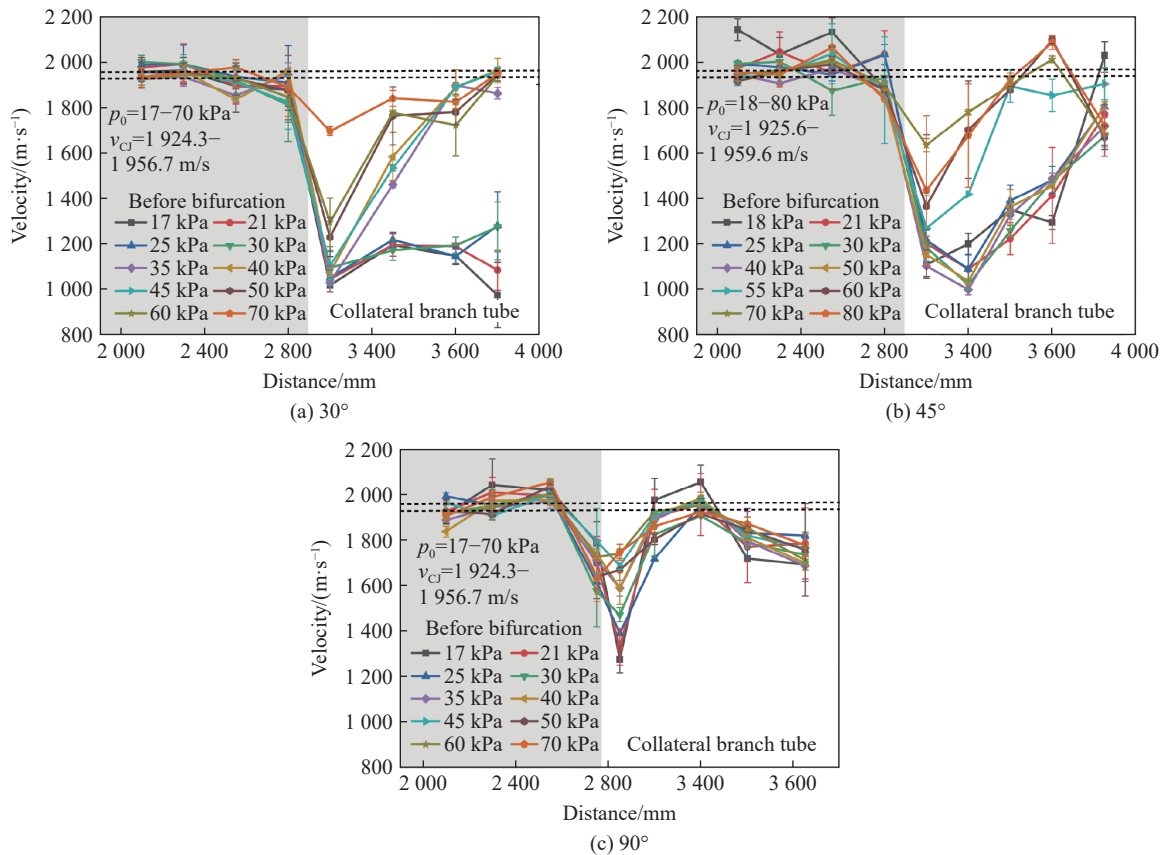 2 200
2 000
1 800
1 600
1 400
1 200
1 000
800
Velocity/(m·s⁻¹)
p₀=17−70 kPa
v_CJ=1 924.3−
1 956.7 m/s
Before bifurcation
17 kPa 21 kPa
25 kPa 30 kPa
35 kPa 40 kPa
45 kPa 50 kPa
60 kPa 70 kPa
Collateral branch tube
2 000 2 400 2 800 3 400 4 000
Distance/mm
(a) 30°
2 200
2 000
1 800
1 600
1 400
1 200
1 000
800
Velocity/(m·s⁻¹)
p₀=18−80 kPa
v_CJ=1 925.6−
1 959.6 m/s
Before bifurcation
18 kPa 21 kPa
25 kPa 30 kPa
40 kPa 50 kPa
55 kPa 60 kPa
70 kPa 80 kPa
Collateral branch tube
2 000 2 400 2 800 3 400 3 600 4 000
Distance/mm
(b) 45°
2 200
2 000
1 800
1 600
1 400
1 200
1 000
800
Velocity/(m·s⁻¹)
p₀=17−70 kPa
v_CJ=1 924.3−
1 956.7 m/s
Before bifurcation
17 kPa 21 kPa
25 kPa 30 kPa
35 kPa 40 kPa
45 kPa 50 kPa
60 kPa 70 kPa
Collateral branch tube
2 000 2 400 2 800 3 400 3 600
Distance/mm
(c) 90°